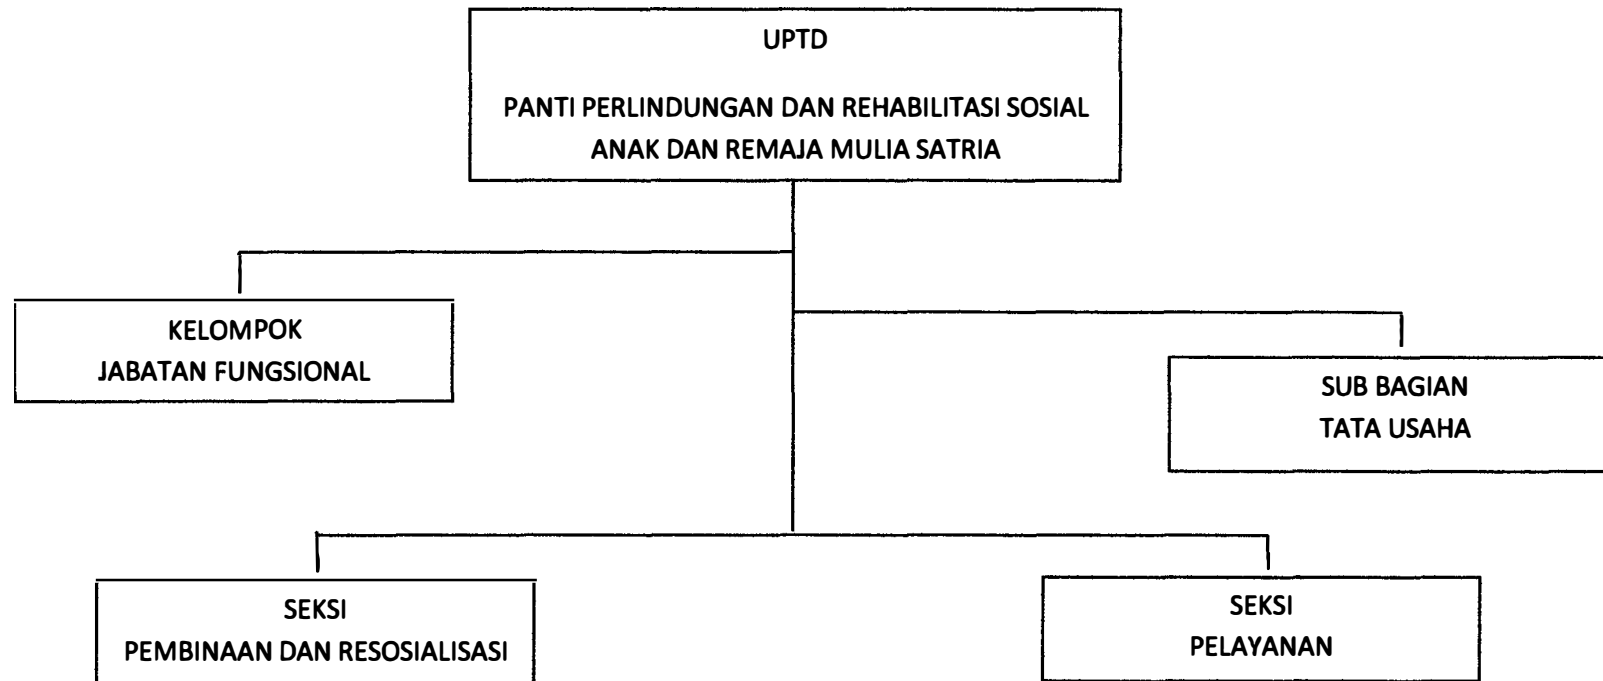 UPTD
PANTI PERLINDUNGAN DAN REHABILITASI SOSIAL
ANAK DAN REMAJA MULIA SATRIA
KELOMPOK
JABATAN FUNGSIONAL
SUB BAGIAN
TATA USAHA
SEKSI
PEMBINAAN DAN RESOSIALISASI
SEKSI
PELAYANAN